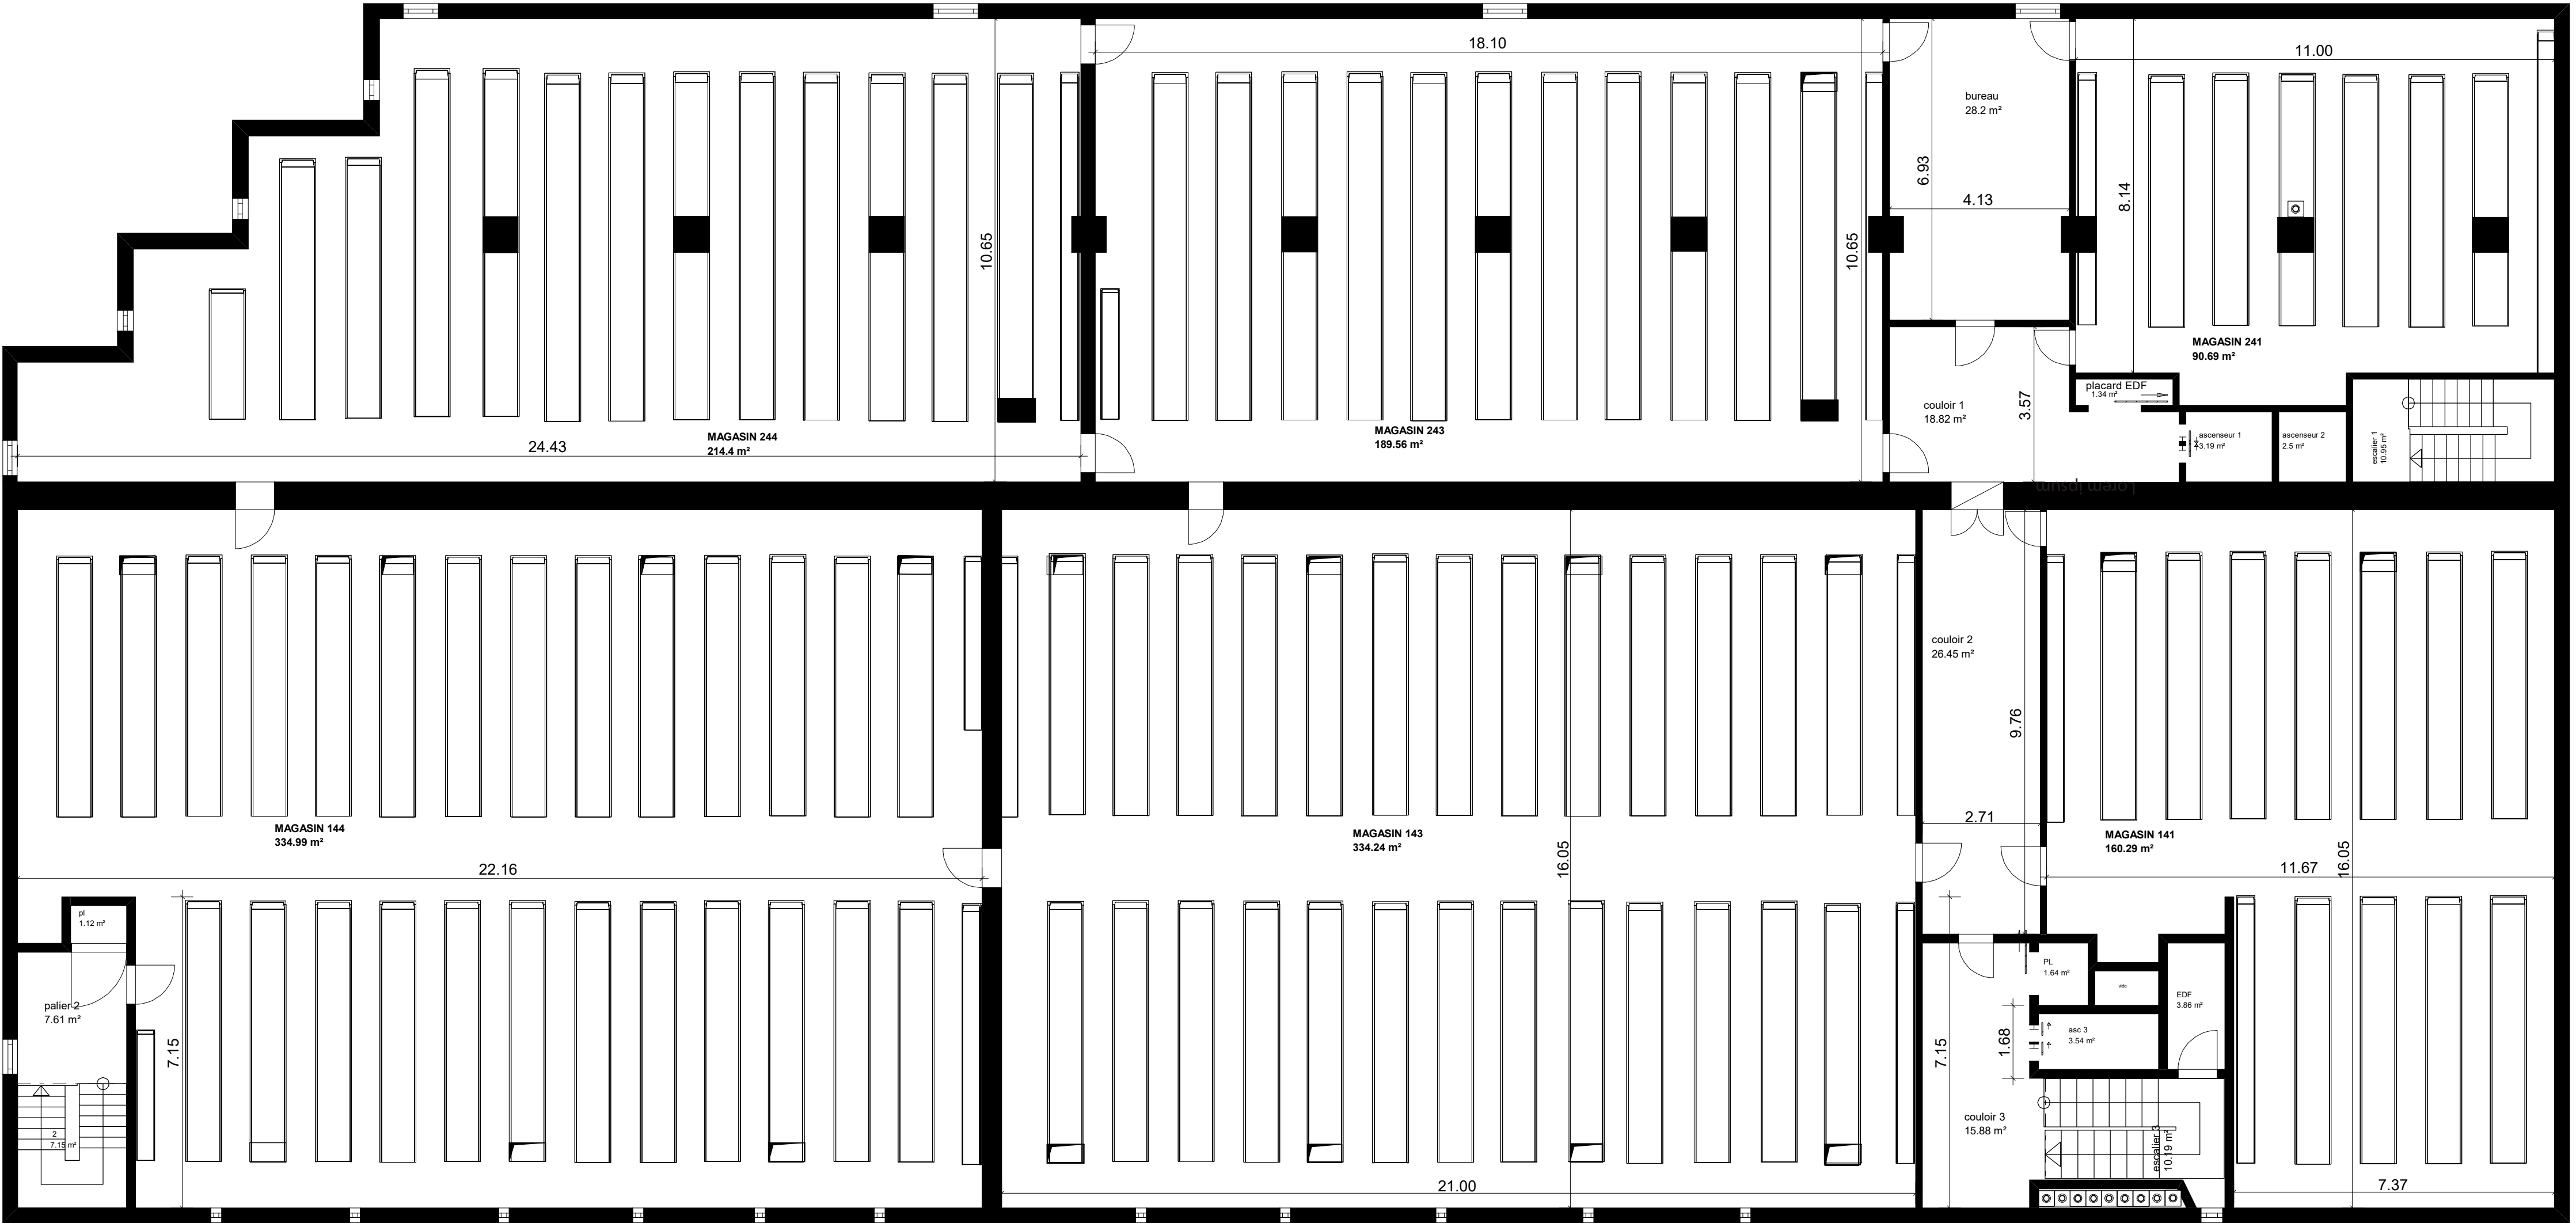 18.10
11.00
bureau
28.2 m²
6.93
8.14
4.13
10.65
10.65
MAGASIN 241
90.69 m²
placard EDF
1.34 m²
couloir 1
18.82 m²
3.57
MAGASIN 244
214.4 m²
MAGASIN 243
189.56 m²
24.43
ascenseur 1
3.19 m²
ascenseur 2
2.5 m²
escalier 1
10.95 m²
Lorem ipsum
couloir 2
26.45 m²
9.76
2.71
MAGASIN 144
334.99 m²
MAGASIN 143
334.24 m²
MAGASIN 141
160.29 m²
16.05
16.05
22.16
11.67
pl
1.12 m²
palier 2
7.61 m²
7.15
PL
1.64 m²
vide
EDF
3.86 m²
asc 3
3.54 m²
1.68
7.15
2
7.15 m²
couloir 3
15.88 m²
escalier 3
10.19 m²
21.00
7.37